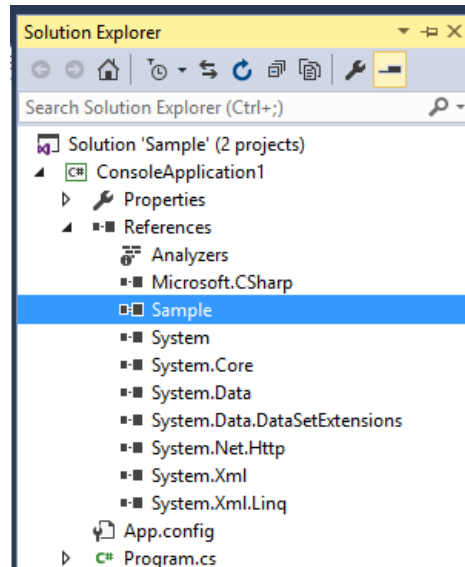 Solution Explorer
Search Solution Explorer (Ctrl+;)
Solution 'Sample' (2 projects)
C# ConsoleApplication1
Properties
References
Analyzers
Microsoft.CSharp
Sample
System
System.Core
System.Data
System.Data.DataSetExtensions
System.Net.Http
System.Xml
System.Xml.Linq
App.config
C# Program.cs